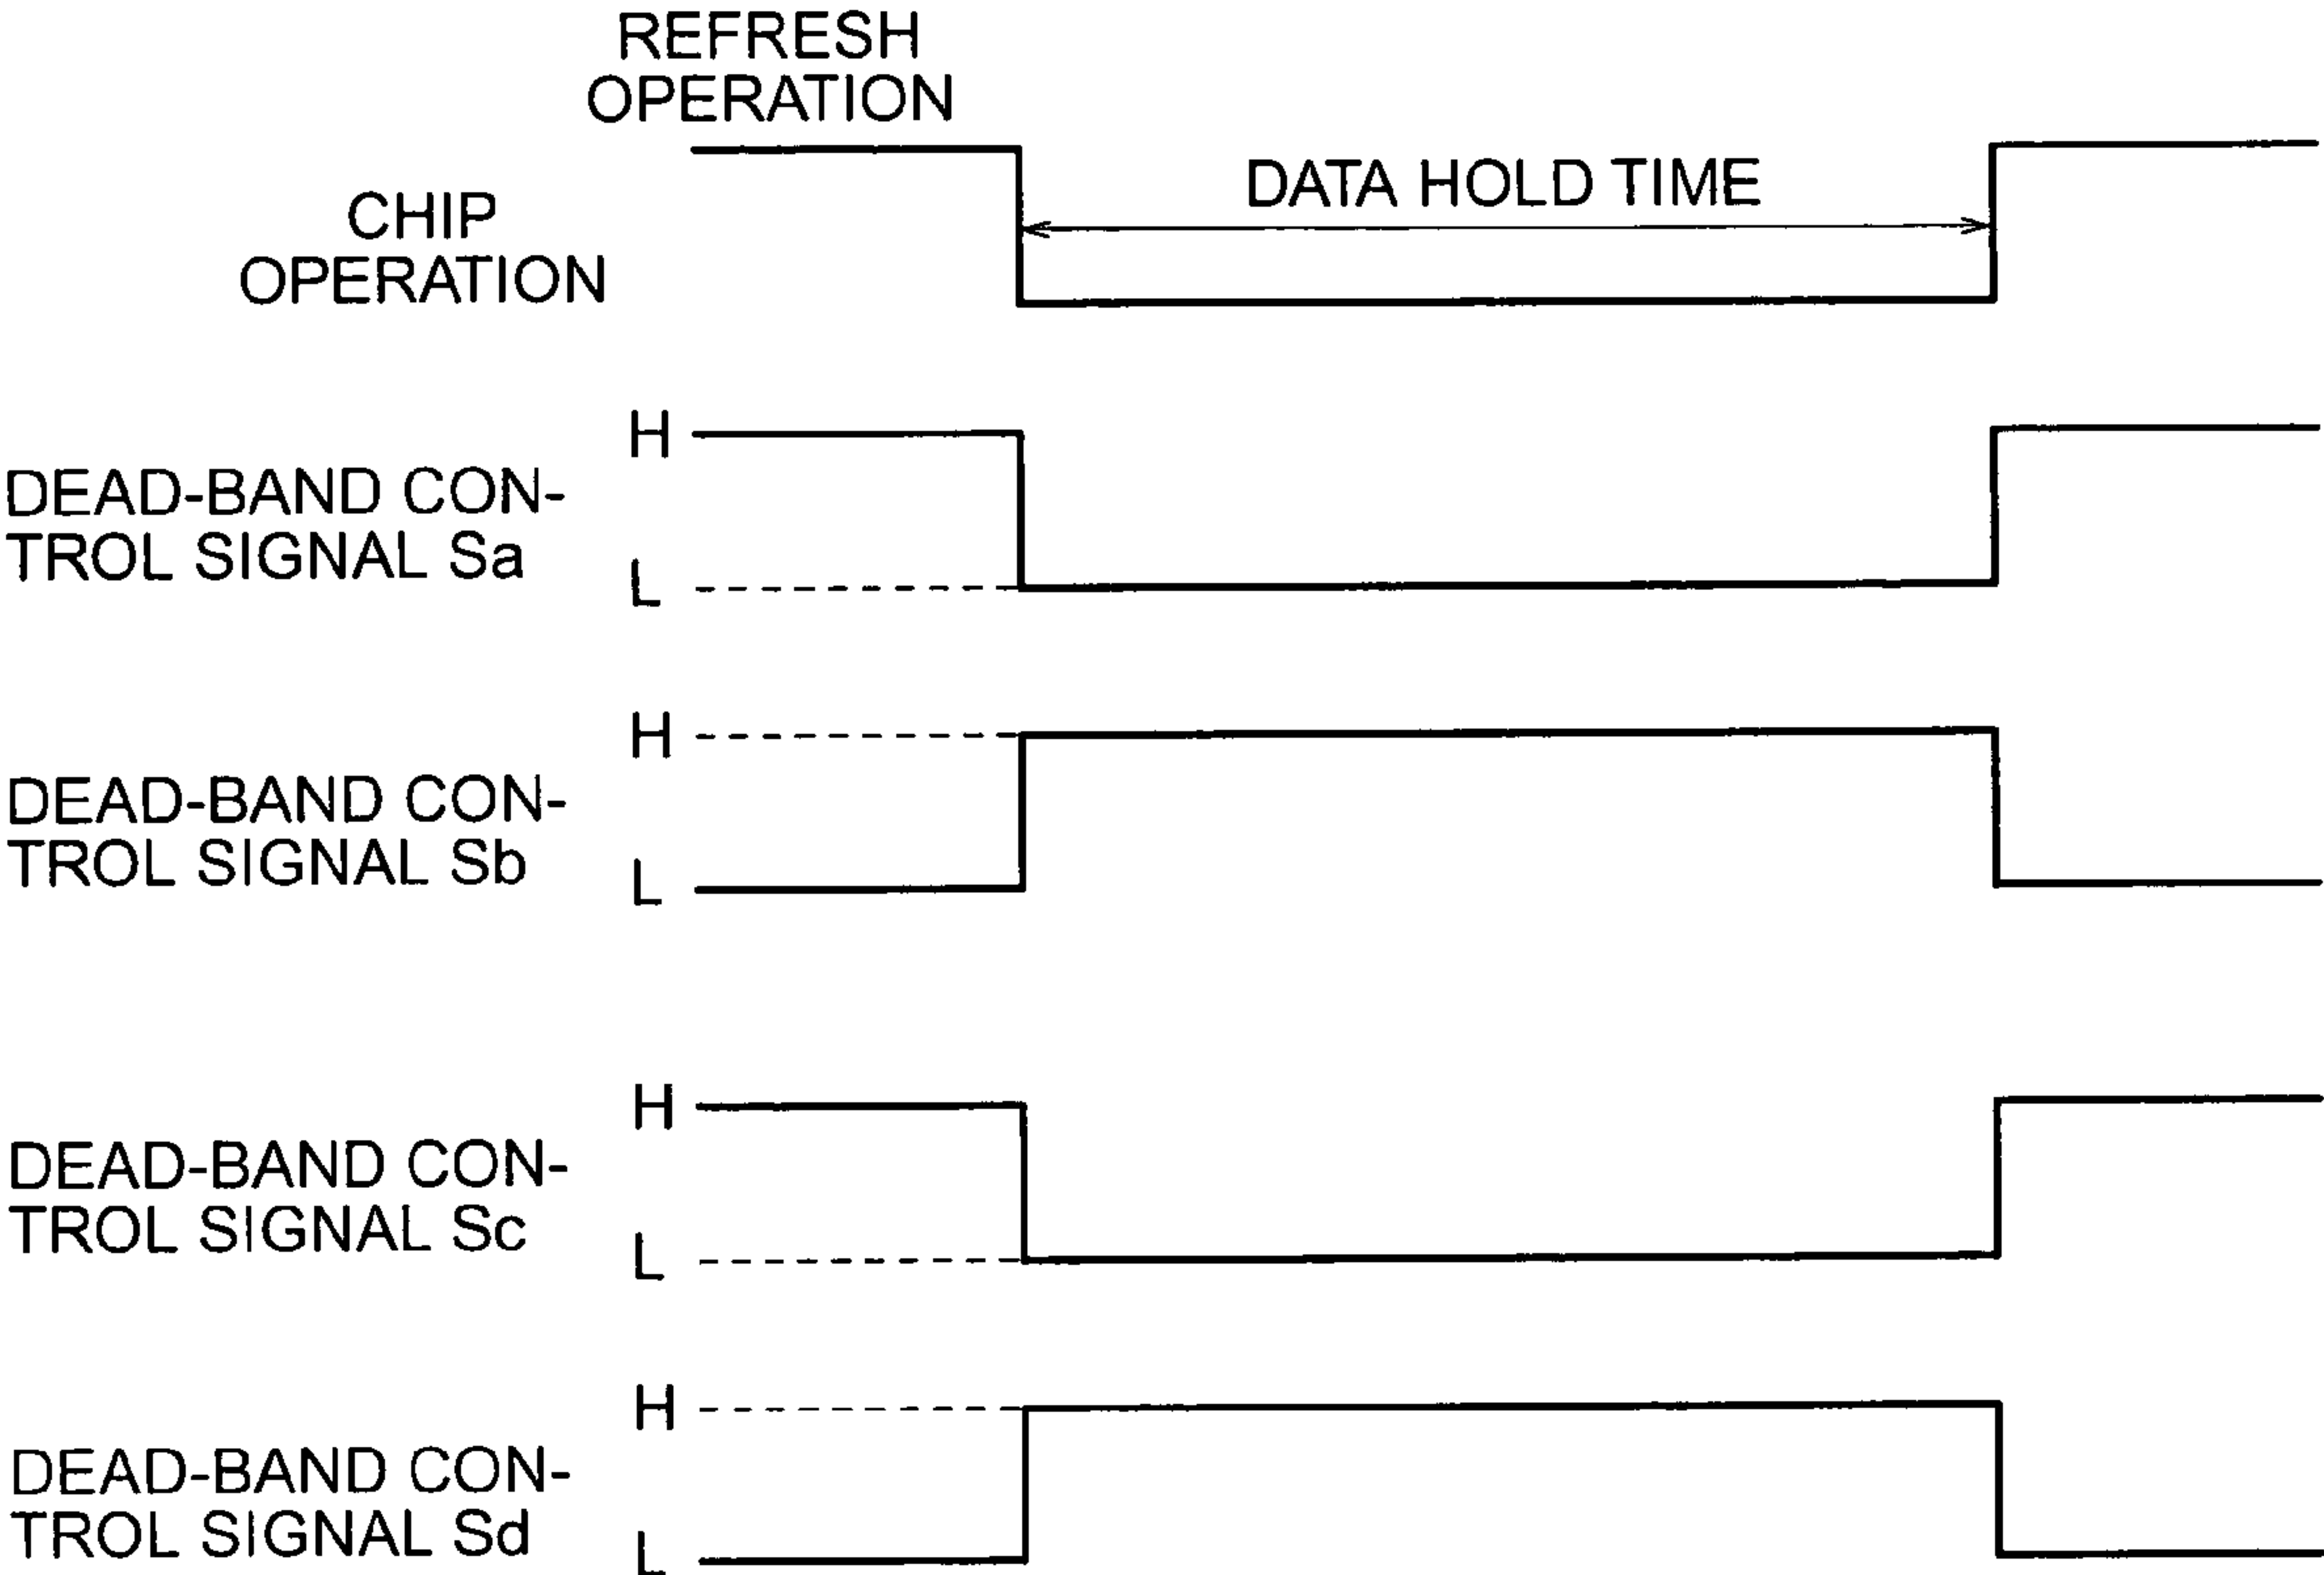 REFRESH
OPERATION
DATA HOLD TIME
CHIP
OPERATION
H
DEAD-BAND CON-
TROL SIGNAL Sa
L
H
DEAD-BAND CON-
TROL SIGNAL Sb
L
H
DEAD-BAND CON-
TROL SIGNAL Sc
L
H
DEAD-BAND CON-
TROL SIGNAL Sd
L